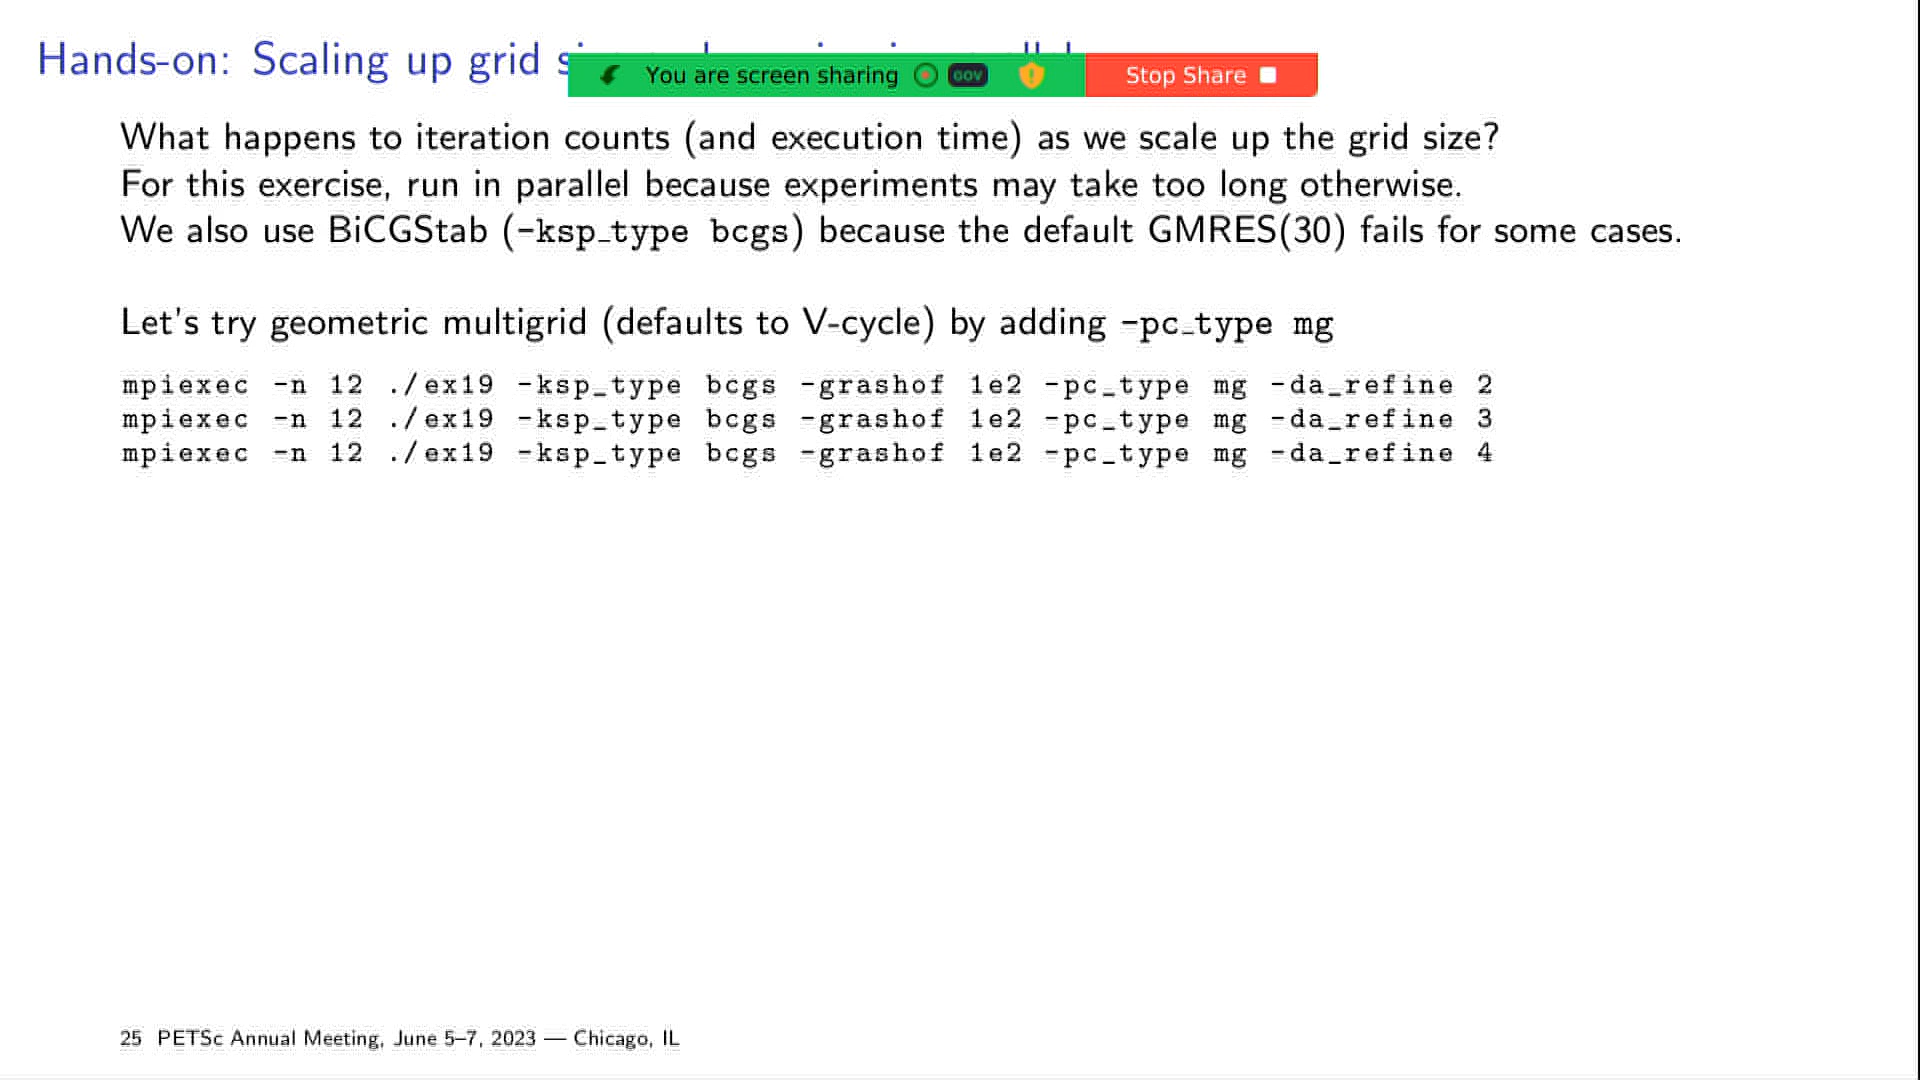 Hands-on: Scaling up grid
You are screen sharing GOV Stop Share
What happens to iteration counts (and execution time) as we scale up the grid size?
For this exercise, run in parallel because experiments may take too long otherwise.
We also use BiCGStab (-ksp_type bcgs) because the default GMRES(30) fails for some cases.
Let's try geometric multigrid (defaults to V-cycle) by adding -pc_type mg
mpiexec -n 12 ./ex19 -ksp_type bcgs -grashof 1e2 -pc_type mg -da_refine 2
mpiexec -n 12 ./ex19 -ksp_type bcgs -grashof 1e2 -pc_type mg -da_refine 3
mpiexec -n 12 ./ex19 -ksp_type bcgs -grashof 1e2 -pc_type mg -da_refine 4
25 PETSc Annual Meeting, June 5–7, 2023 — Chicago, IL